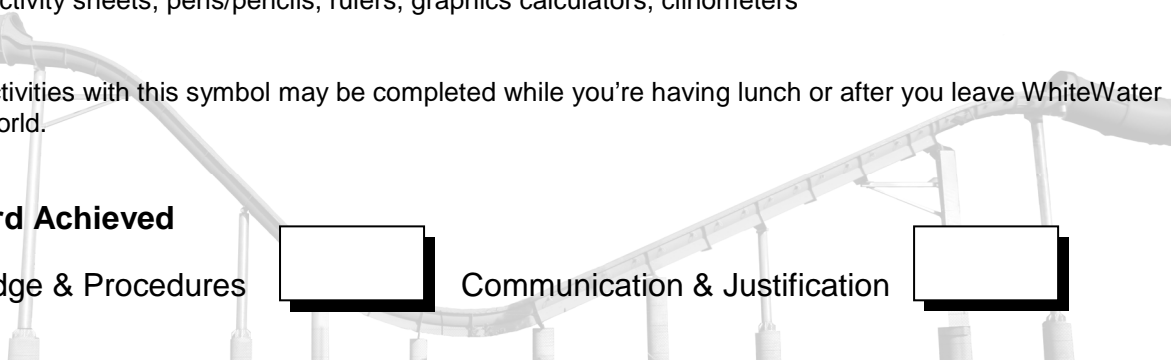 ctivity sheets, pens/pencils, rulers, graphics calculators, clinometers
ctivities with this symbol may be completed while you're having lunch or after you leave WhiteWater
orld.
rd Achieved
dge & Procedures Communication & Justification